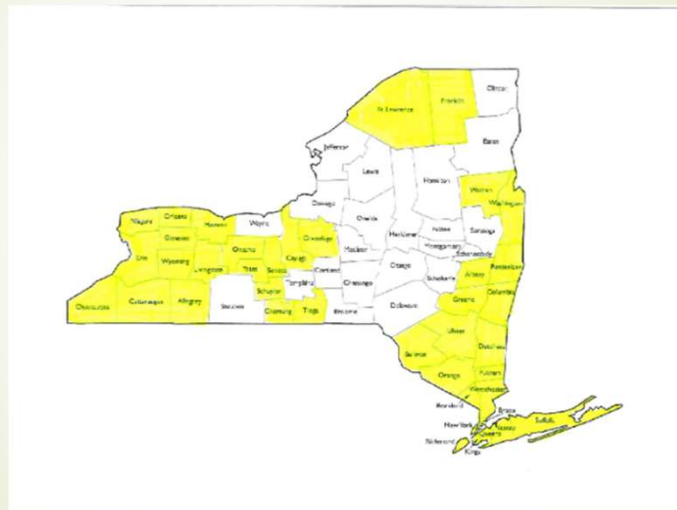 Clinton
Franklin
St. Lawrence
Essex
Jefferson
Lewis
Hamilton
Warren
Washington
Oswego
Oneida
Herkimer
Fulton
Saratoga
Niagara
Orleans
Monroe
Wayne
Genesee
Onondaga
Madison
Montgomery
Schenectady
Erie
Wyoming
Livingston
Ontario
Yates
Seneca
Cayuga
Cortland
Chenango
Otsego
Schoharie
Albany
Rensselaer
Schuyler
Tompkins
Chautauqua
Cattaraugus
Allegany
Steuben
Chemung
Tioga
Broome
Delaware
Greene
Columbia
Ulster
Dutchess
Sullivan
Orange
Putnam
Westchester
Rockland
Bronx
New York
Nassau
Suffolk
Queens
Richmond
Kings